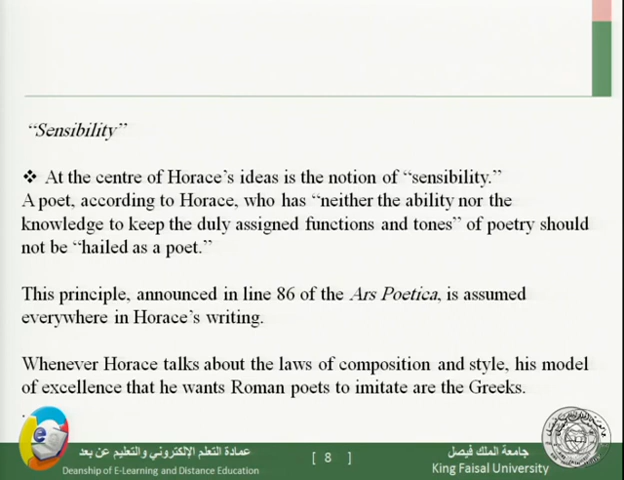 “Sensibility”
❖ At the centre of Horace’s ideas is the notion of “sensibility.”
A poet, according to Horace, who has “neither the ability nor the
knowledge to keep the duly assigned functions and tones” of poetry should
not be “hailed as a poet.”
This principle, announced in line 86 of the Ars Poetica, is assumed
everywhere in Horace’s writing.
Whenever Horace talks about the laws of composition and style, his model
of excellence that he wants Roman poets to imitate are the Greeks.
.
عمادة التعلم الإلكتروني والتعليم عن بعد
Deanship of E-Learning and Distance Education
[ 8 ]
جامعة الملك فيصل
King Faisal University